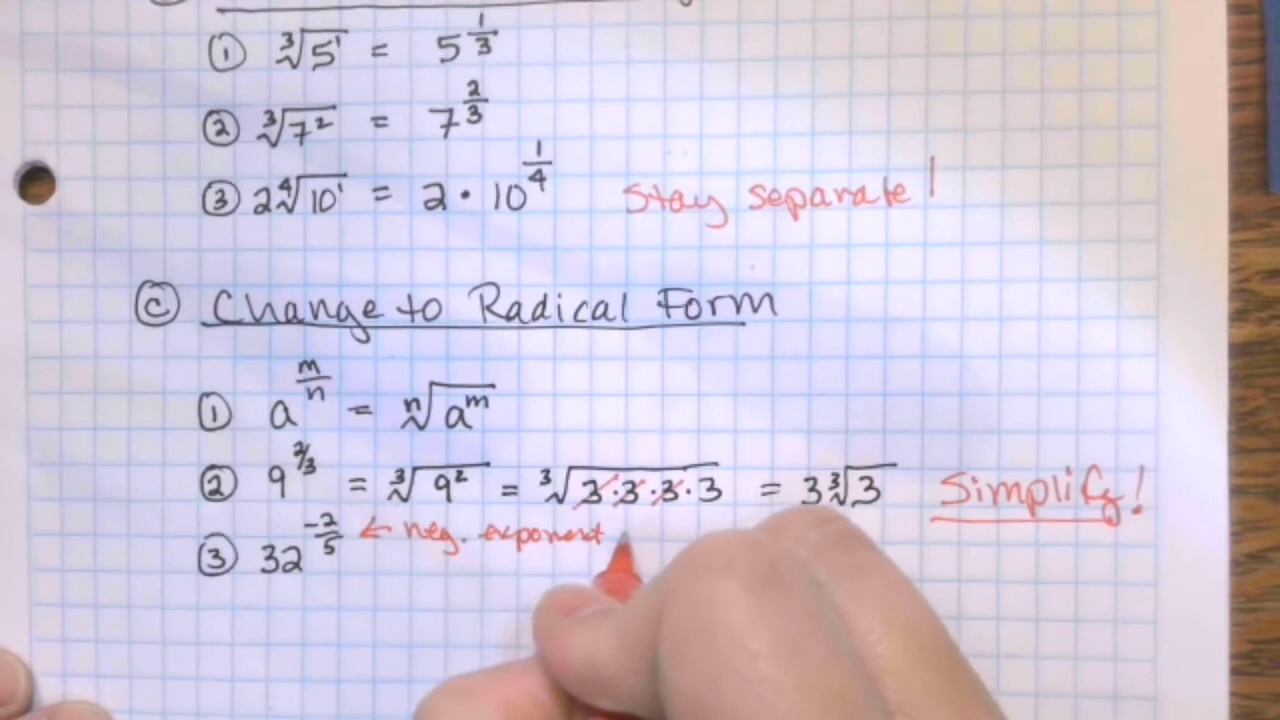 ① ∛5¹ = 5^(1/3)
② ∛7² = 7^(2/3)
③ 2∜10¹ = 2 · 10^(1/4) Stay separate!
Ⓒ Change to Radical Form
① a^(m/n) = ⁿ√a^m
② 9^(2/3) = ∛9² = ∛3·3·3·3 = 3∛3 Simplify!
③ 32^(-2/5) ← neg. exponent